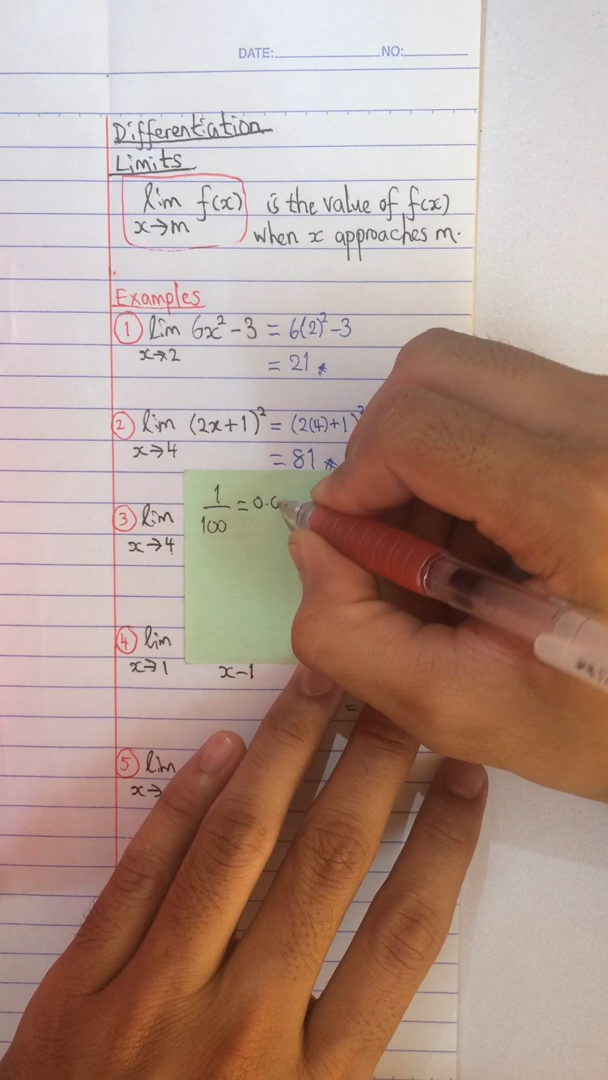 DATE: NO:
Differentiation
Limits
lim f(x) is the value of f(x)
x→m when x approaches m.
Examples
1 lim 6x² - 3 = 6(2)² - 3
x→2 = 21
2 lim (2x+1)² = (2(4)+1)²
x→4 = 81
1/100 = 0.0
3 lim
x→4
4 lim
x→1 x-1
=
5 lim
x→